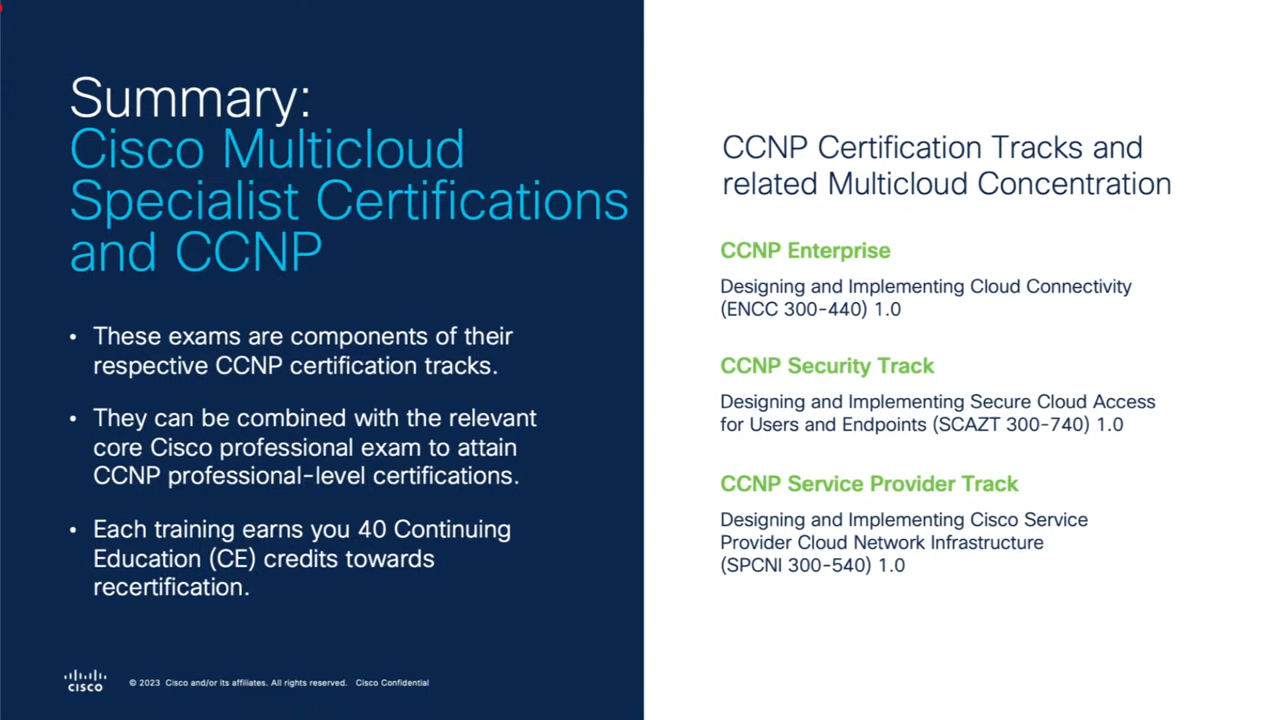 Summary:
Cisco Multicloud
Specialist Certifications
and CCNP
• These exams are components of their
respective CCNP certification tracks.
• They can be combined with the relevant
core Cisco professional exam to attain
CCNP professional-level certifications.
• Each training earns you 40 Continuing
Education (CE) credits towards
recertification.
CISCO
© 2023 Cisco and/or its affiliates. All rights reserved. Cisco Confidential
CCNP Certification Tracks and
related Multicloud Concentration
CCNP Enterprise
Designing and Implementing Cloud Connectivity
(ENCC 300-440) 1.0
CCNP Security Track
Designing and Implementing Secure Cloud Access
for Users and Endpoints (SCAZT 300-740) 1.0
CCNP Service Provider Track
Designing and Implementing Cisco Service
Provider Cloud Network Infrastructure
(SPCNI 300-540) 1.0